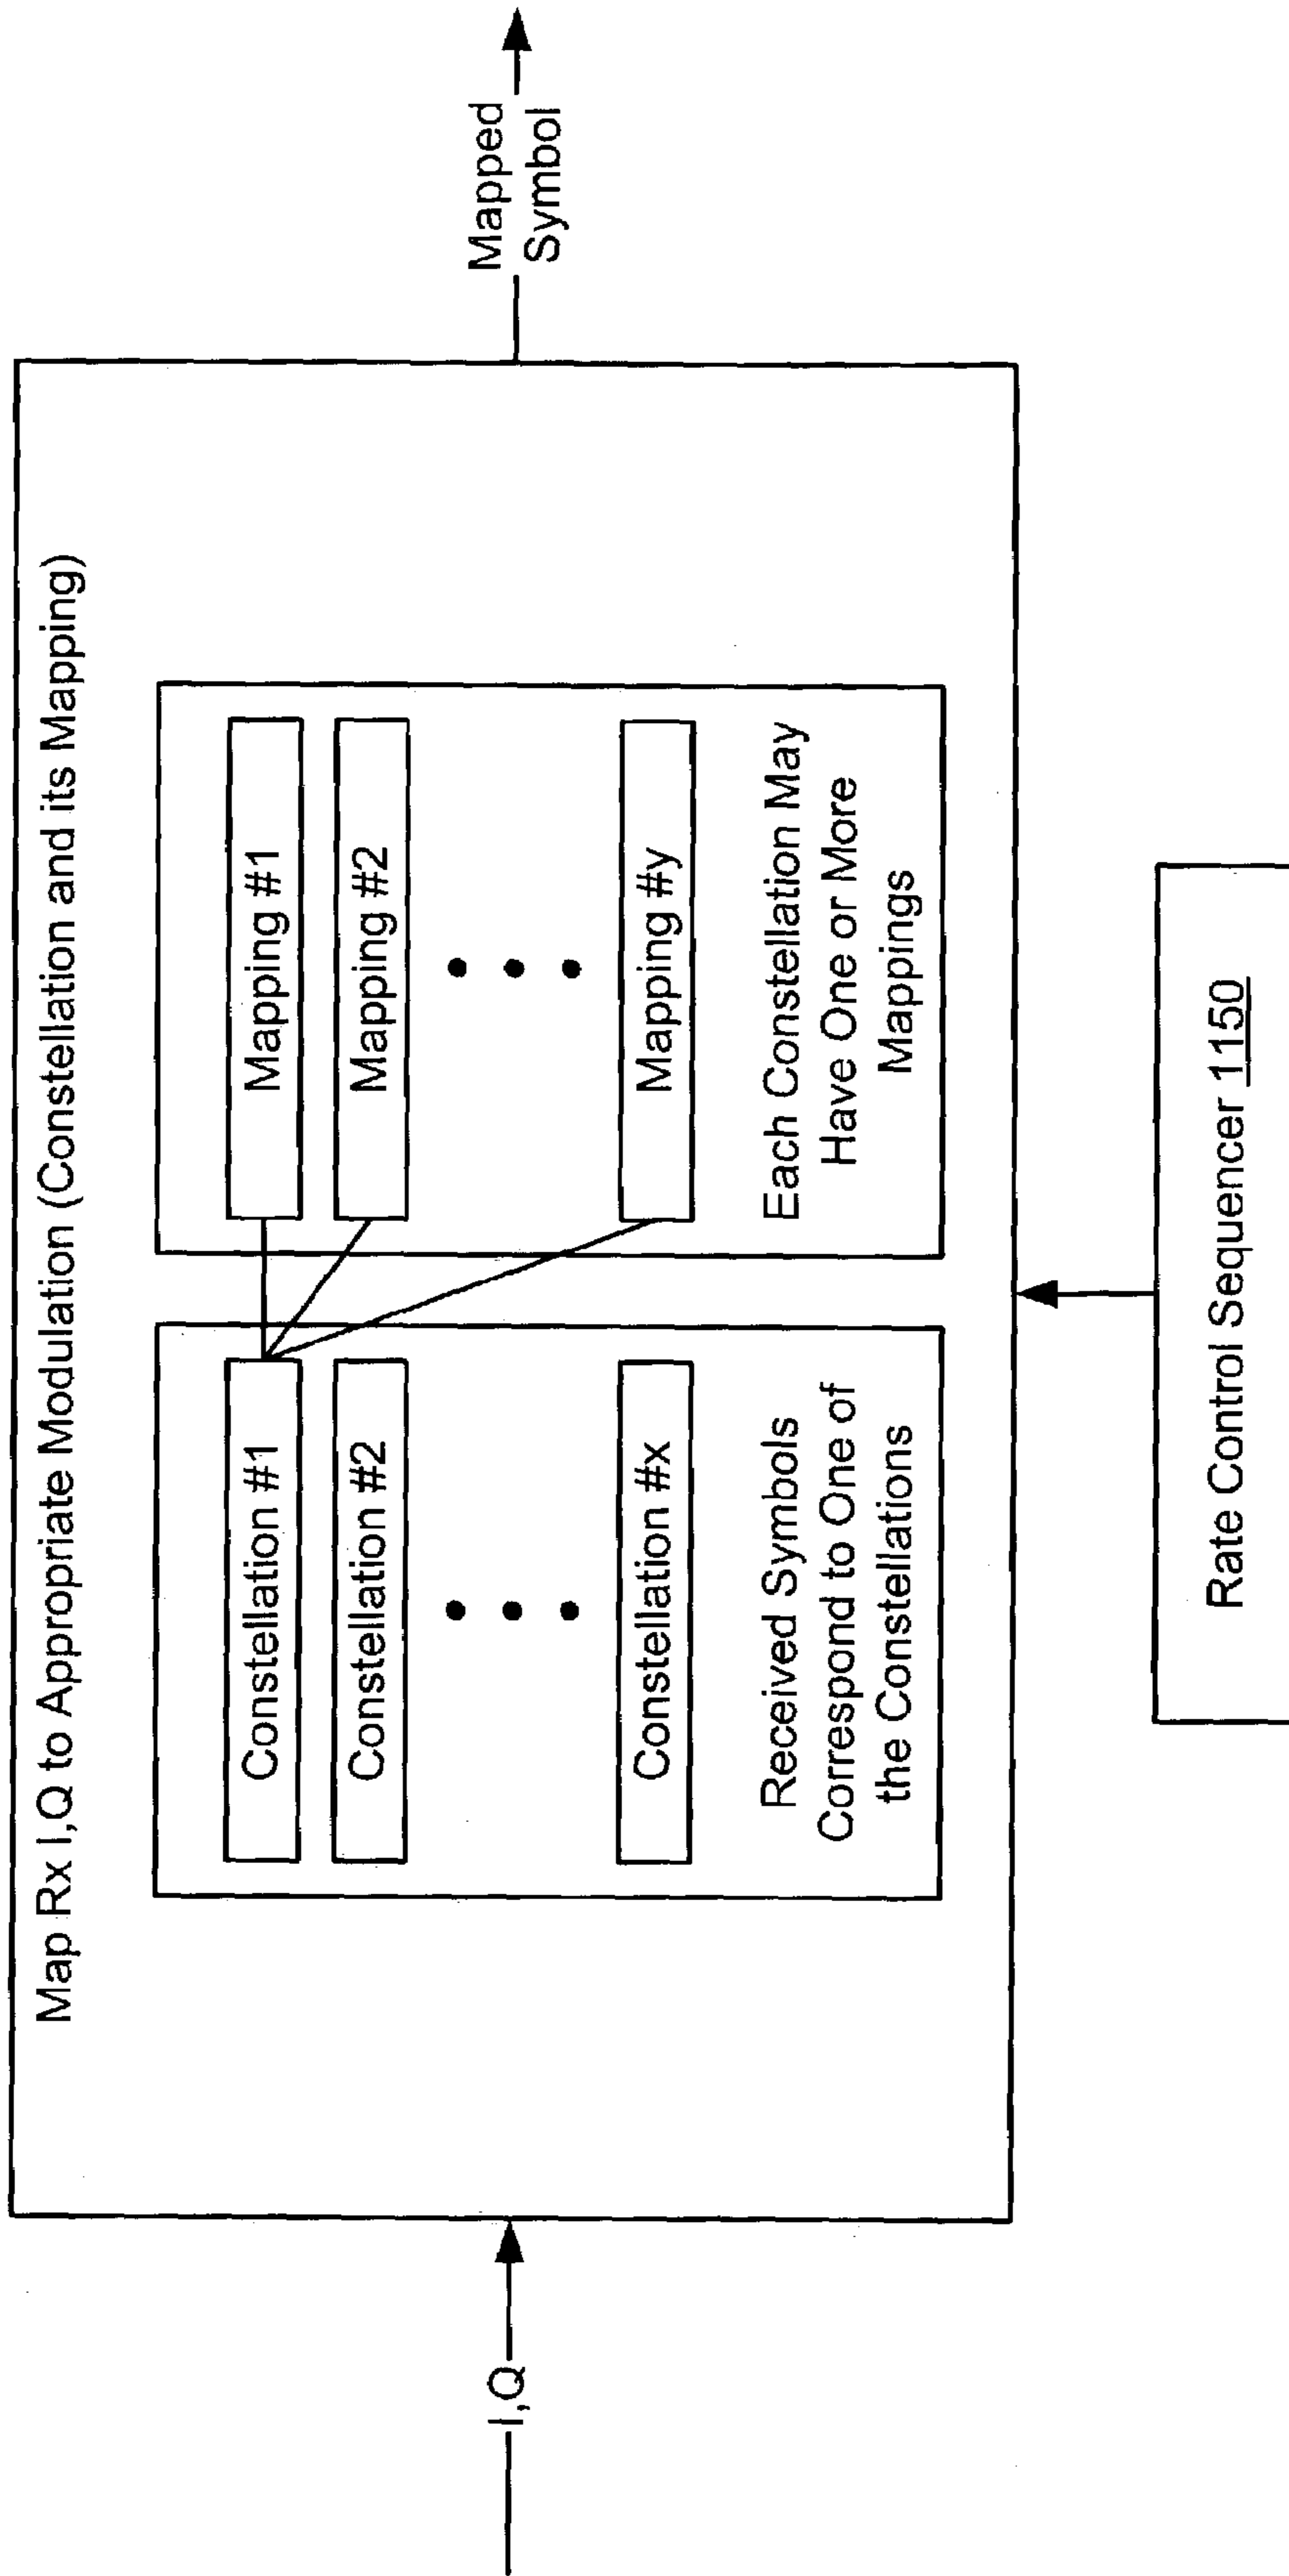 Map Rx I,Q to Appropriate Modulation (Constellation and its Mapping)
I,Q
Constellation #1
Constellation #2
Constellation #x
Received Symbols
Correspond to One of
the Constellations
Mapping #1
Mapping #2
Mapping #y
Each Constellation May
Have One or More
Mappings
Mapped
Symbol
Rate Control Sequencer 1150